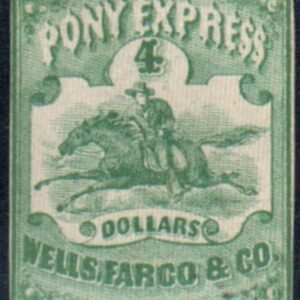 PONY EXPRESS
4
DOLLARS
WELLS, FARGO & CO.